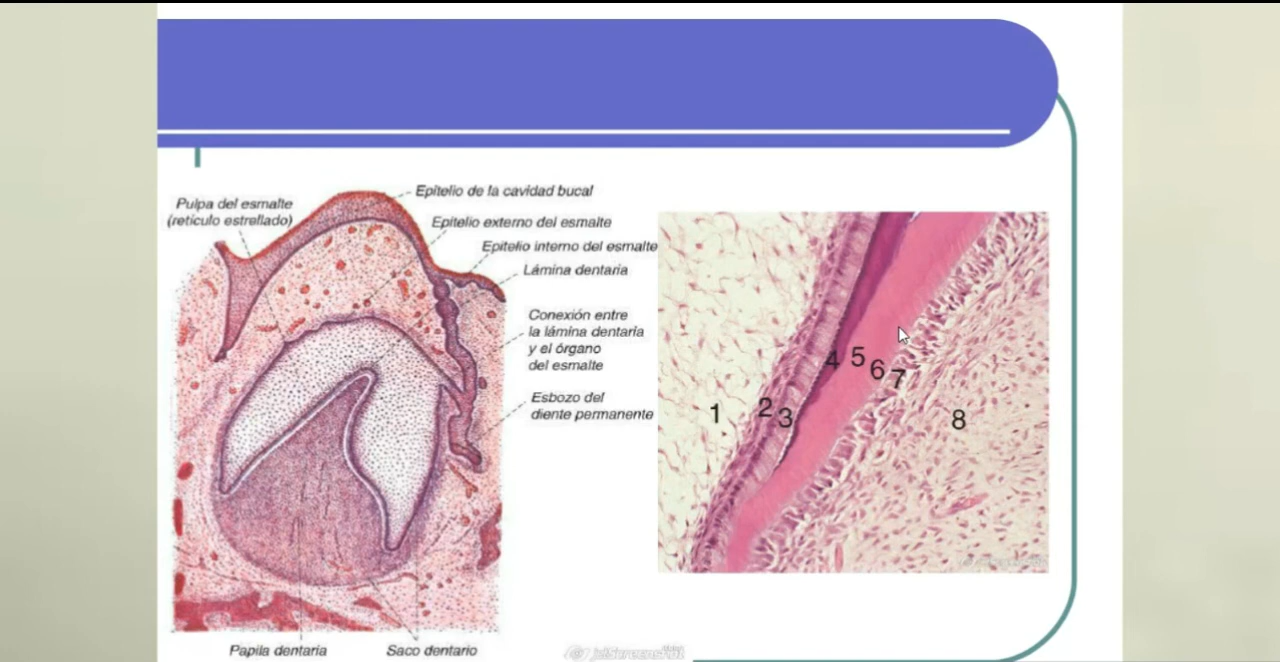 Pulpa del esmalte
(retículo estrellado)
Epitelio de la cavidad bucal
Epitelio externo del esmalte
Epitelio interno del esmalte
Lámina dentaria
Conexión entre
la lámina dentaria
y el órgano
del esmalte
Esbozo del
diente permanente
Papila dentaria
Saco dentario
1
2
3
4
5
6
7
8